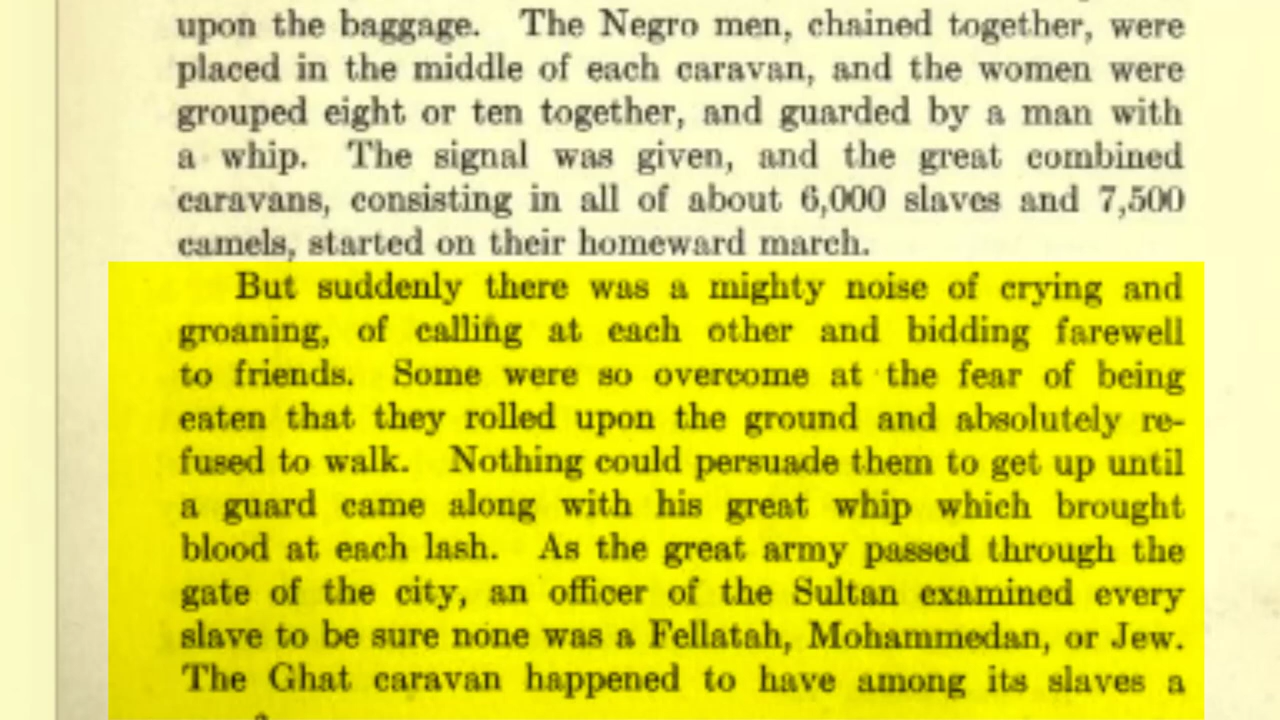 upon the baggage. The Negro men, chained together, were
placed in the middle of each caravan, and the women were
grouped eight or ten together, and guarded by a man with
a whip. The signal was given, and the great combined
caravans, consisting in all of about 6,000 slaves and 7,500
camels, started on their homeward march.
But suddenly there was a mighty noise of crying and
groaning, of calling at each other and bidding farewell
to friends. Some were so overcome at the fear of being
eaten that they rolled upon the ground and absolutely re-
fused to walk. Nothing could persuade them to get up until
a guard came along with his great whip which brought
blood at each lash. As the great army passed through the
gate of the city, an officer of the Sultan examined every
slave to be sure none was a Fellatah, Mohammedan, or Jew.
The Ghat caravan happened to have among its slaves a